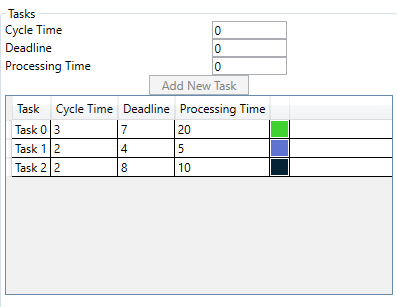 Tasks
Cycle Time 0
Deadline 0
Processing Time 0
Add New Task
Task Cycle Time Deadline Processing Time
Task 0 3 7 20
Task 1 2 4 5
Task 2 2 8 10